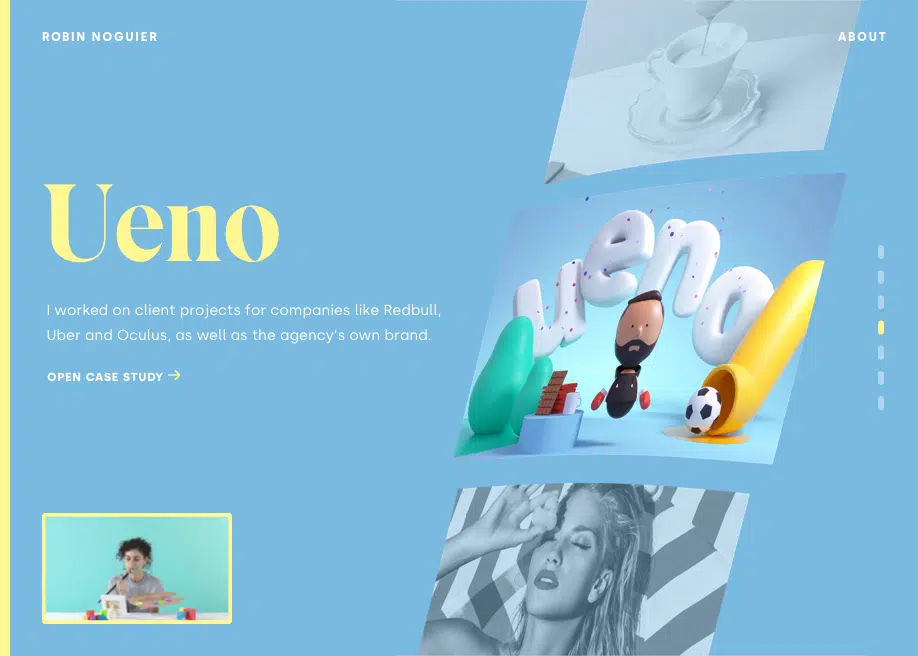 ROBIN NOGUIER
ABOUT
Ueno
ueno
I worked on client projects for companies like Redbull,
Uber and Oculus, as well as the agency's own brand.
OPEN CASE STUDY →